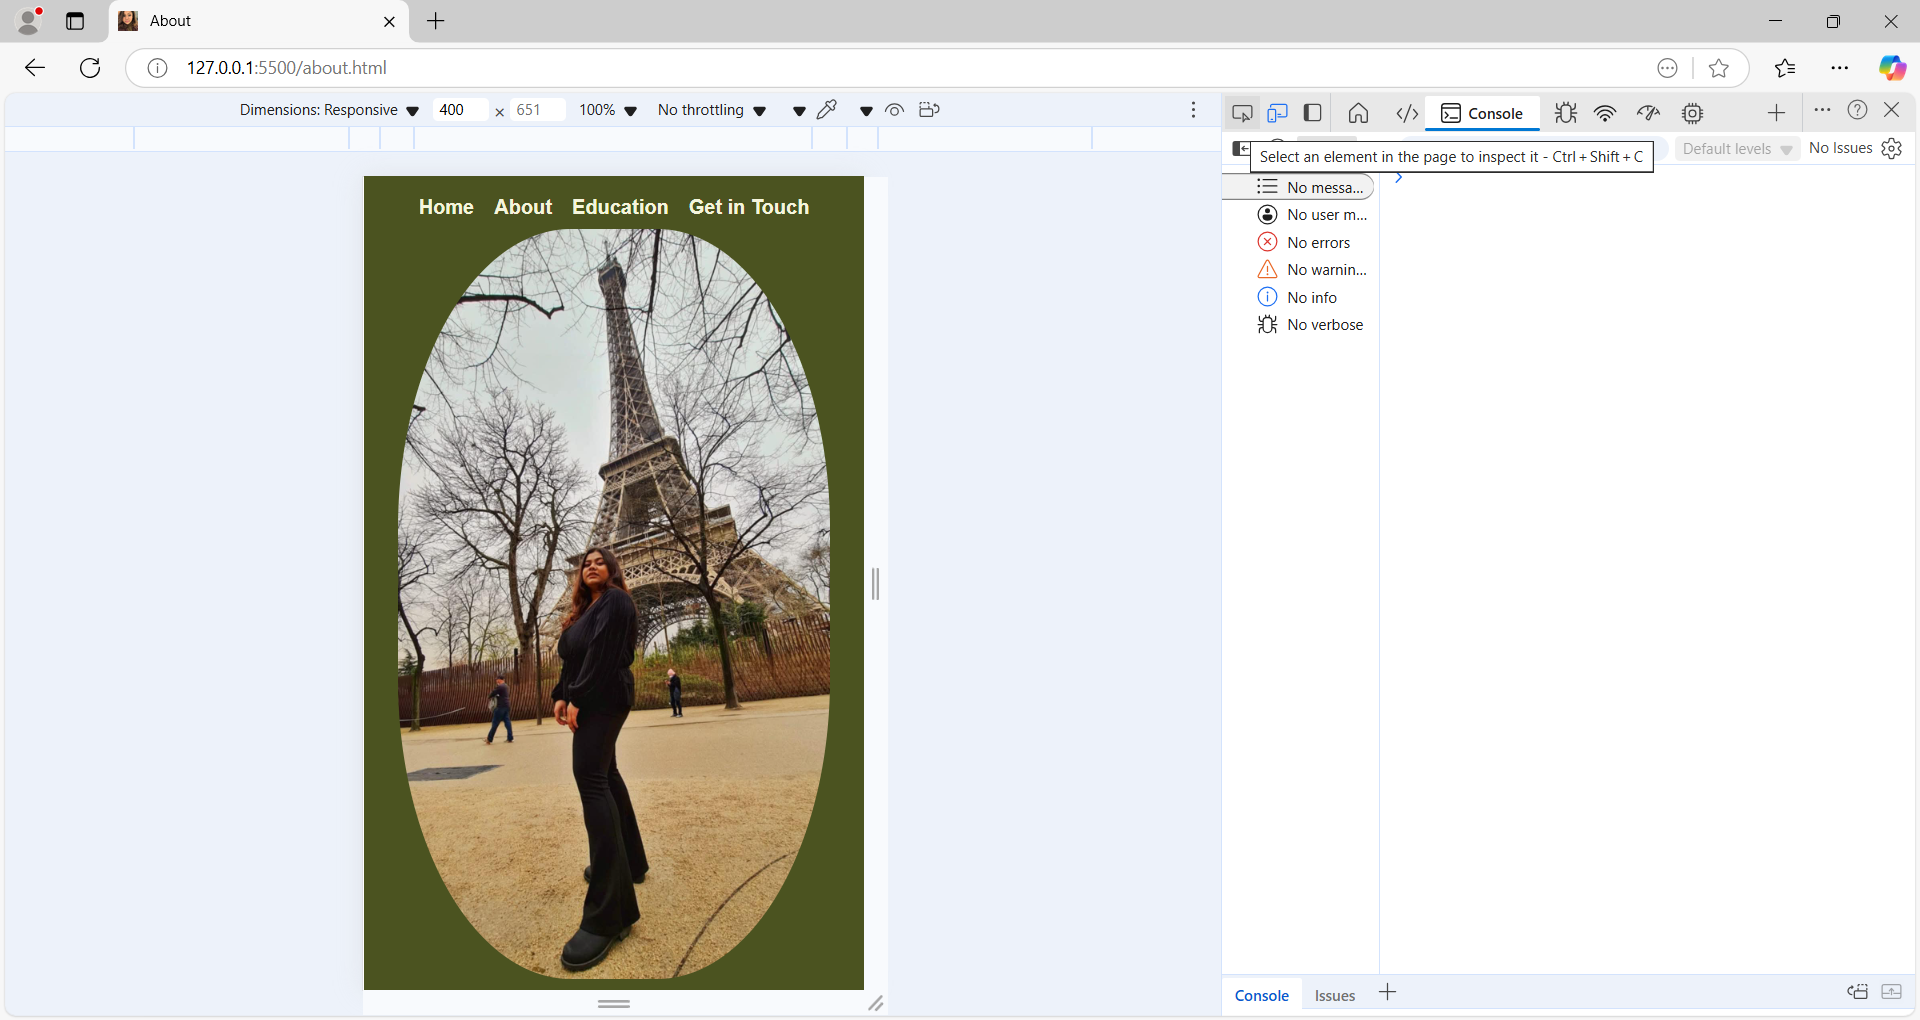 About
127.0.0.1:5500/about.html
Dimensions: Responsive 400 × 651 100% No throttling
Console
Default levels No Issues
Select an element in the page to inspect it - Ctrl + Shift + C
Home About Education Get in Touch
No messa...
No user m...
No errors
No warnin...
No info
No verbose
Console Issues